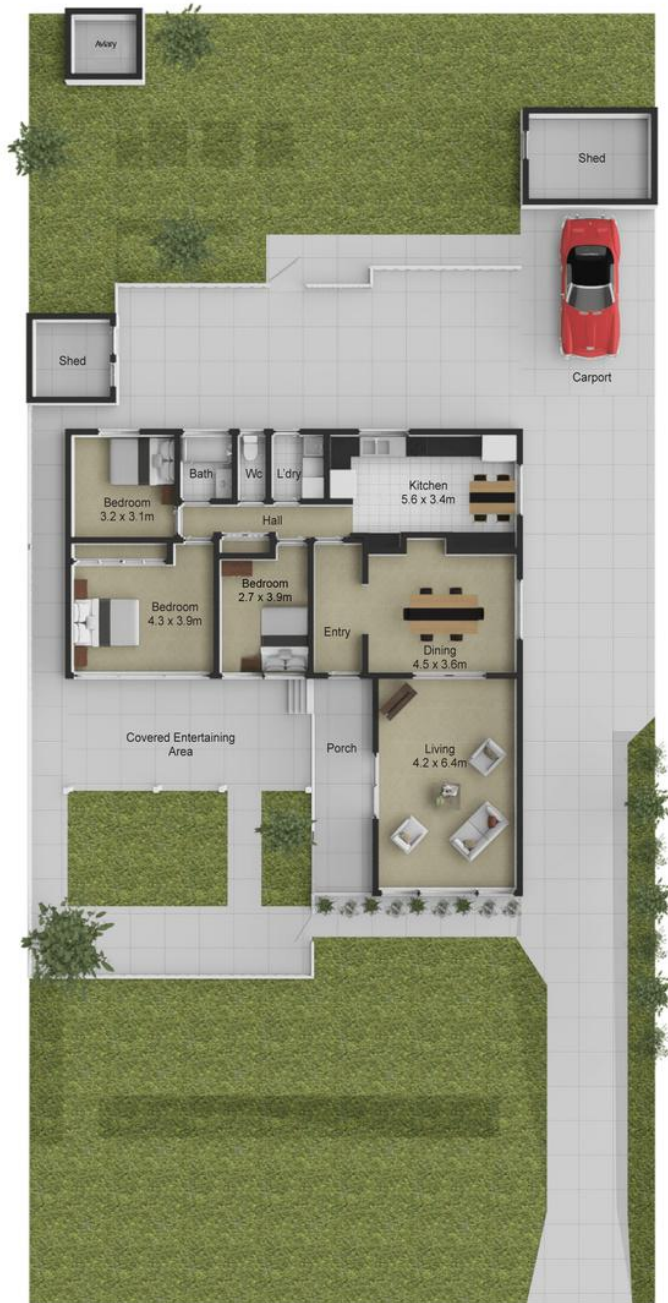 Aviary
Shed
Shed
Carport
Bath
Wc
L'dry
Kitchen
5.6 x 3.4m
Bedroom
3.2 x 3.1m
Hall
Bedroom
4.3 x 3.9m
Bedroom
2.7 x 3.9m
Entry
Dining
4.5 x 3.6m
Covered Entertaining
Area
Porch
Living
4.2 x 6.4m